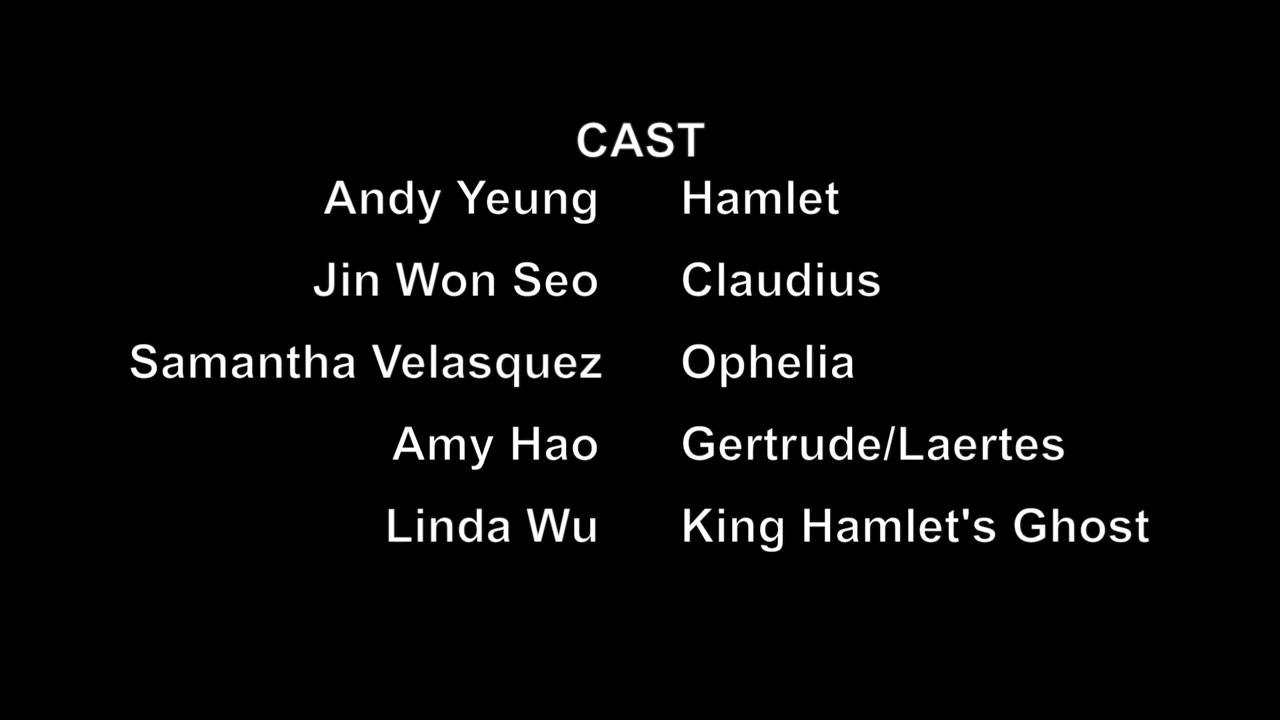 CAST
Andy Yeung Hamlet
Jin Won Seo Claudius
Samantha Velasquez Ophelia
Amy Hao Gertrude/Laertes
Linda Wu King Hamlet's Ghost